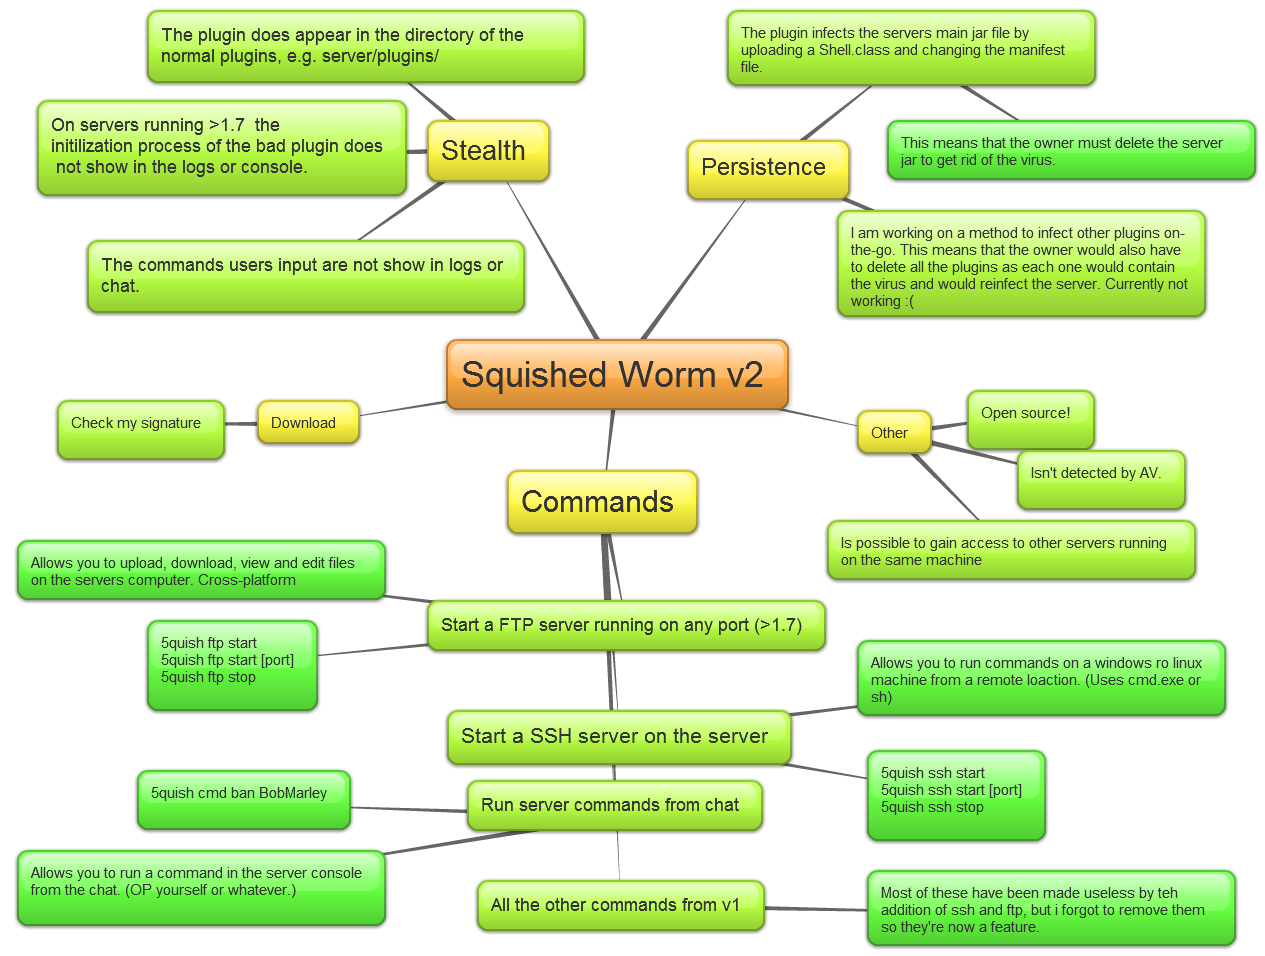 The plugin does appear in the directory of the
normal plugins, e.g. server/plugins/
On servers running >1.7  the
initilization process of the bad plugin does
not show in the logs or console.
Stealth
The commands users input are not show in logs or
chat.
The plugin infects the servers main jar file by
uploading a Shell.class and changing the manifest
file.
This means that the owner must delete the server
jar to get rid of the virus.
Persistence
I am working on a method to infect other plugins on-
the-go. This means that the owner would also have
to delete all the plugins as each one would contain
the virus and would reinfect the server. Currently not
working :(
Squished Worm v2
Check my signature
Download
Other
Open source!
Isn't detected by AV.
Is possible to gain access to other servers running
on the same machine
Commands
Allows you to upload, download, view and edit files
on the servers computer. Cross-platform
Start a FTP server running on any port (>1.7)
5quish ftp start
5quish ftp start [port]
5quish ftp stop
Allows you to run commands on a windows ro linux
machine from a remote loaction. (Uses cmd.exe or
sh)
Start a SSH server on the server
5quish ssh start
5quish ssh start [port]
5quish ssh stop
5quish cmd ban BobMarley
Run server commands from chat
Allows you to run a command in the server console
from the chat. (OP yourself or whatever.)
All the other commands from v1
Most of these have been made useless by teh
addition of ssh and ftp, but i forgot to remove them
so they're now a feature.